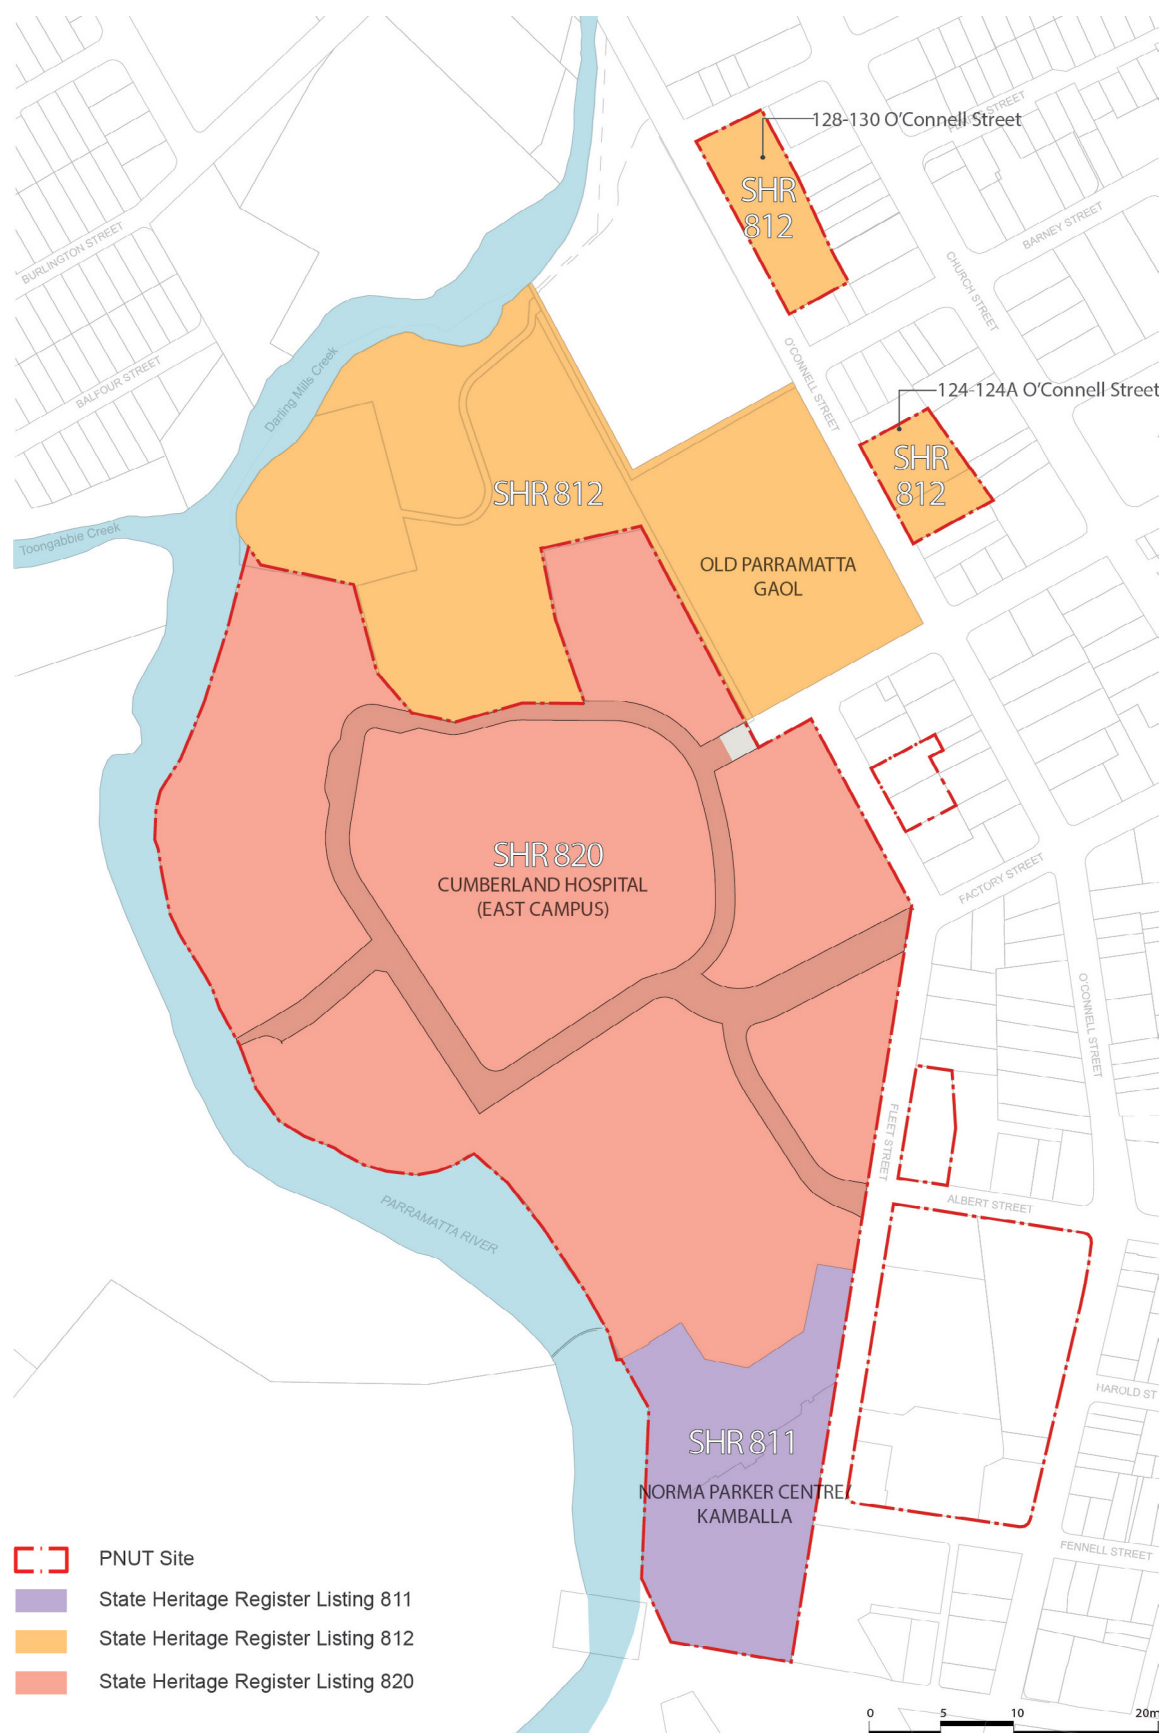 128-130 O'Connell Street
SHR
812
BARNEY STREET
BURLINGTON STREET
CHURCH STREET
BALFOUR STREET
Darling Mills Creek
O'CONNELL STREET
124-124A O'Connell Street
SHR
812
SHR 812
Toongabbie Creek
OLD PARRAMATTA
GAOL
SHR 820
CUMBERLAND HOSPITAL
(EAST CAMPUS)
FACTORY STREET
O'CONNELL STREET
FLEET STREET
ALBERT STREET
PARRAMATTA RIVER
HAROLD ST
SHR 811
NORMA PARKER CENTRE/
KAMBALLA
FENNELL STREET
PNUT Site
State Heritage Register Listing 811
State Heritage Register Listing 812
State Heritage Register Listing 820
0 5 10 20m